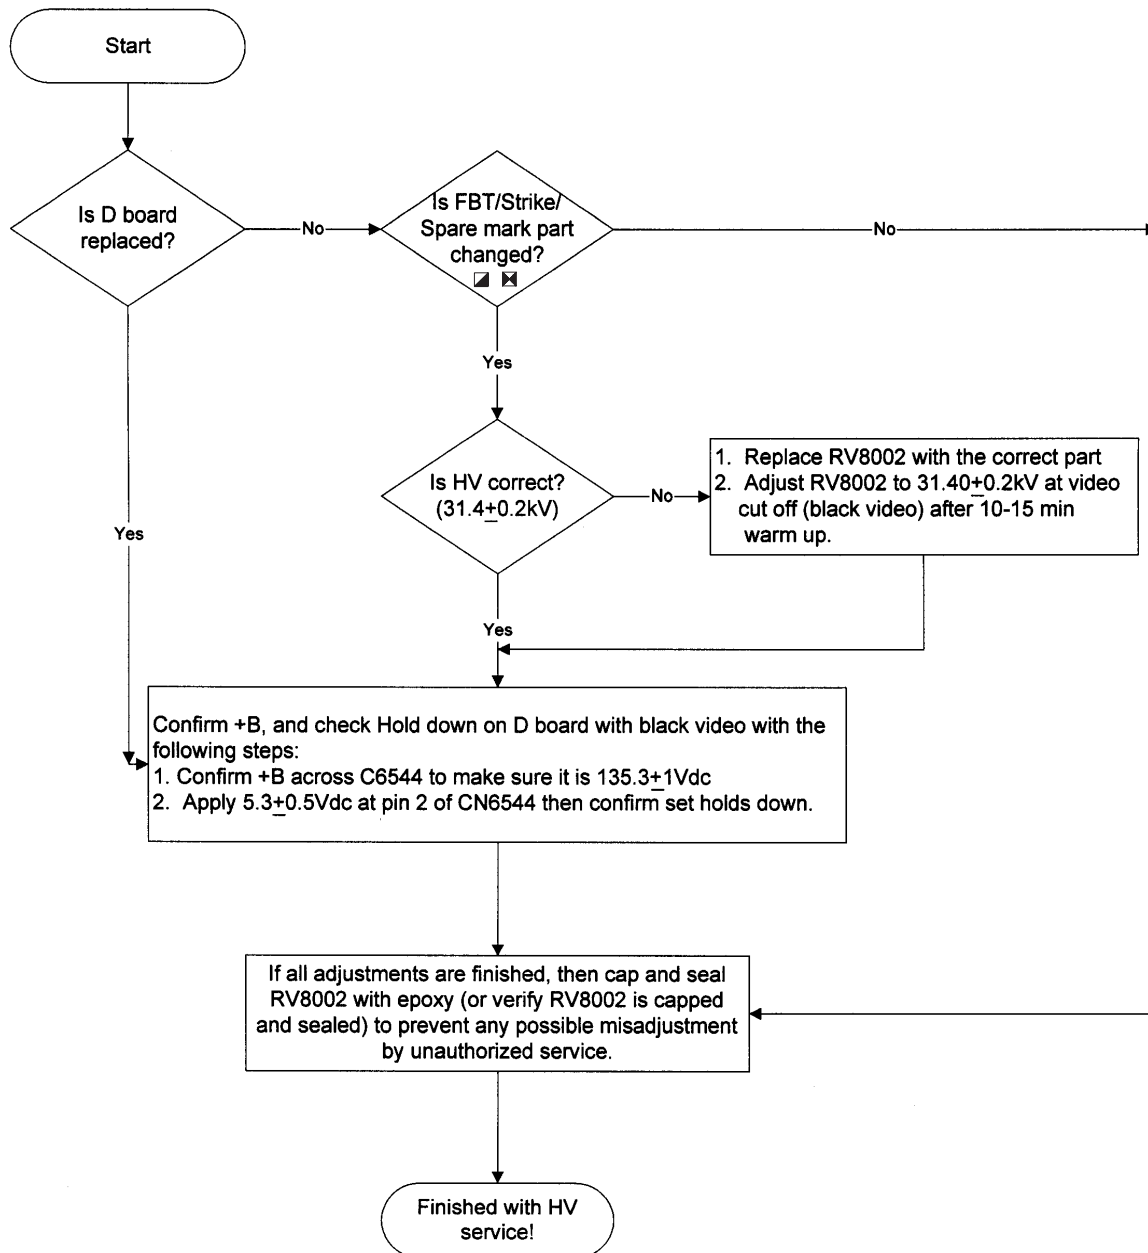 Start
Is D board
replaced?
No
Is FBT/Strike/
Spare mark part
changed?
No
Yes
Yes
Is HV correct?
(31.4±0.2kV)
No
1. Replace RV8002 with the correct part
2. Adjust RV8002 to 31.40±0.2kV at video
cut off (black video) after 10-15 min
warm up.
Yes
Confirm +B, and check Hold down on D board with black video with the
following steps:
1. Confirm +B across C6544 to make sure it is 135.3±1Vdc
2. Apply 5.3±0.5Vdc at pin 2 of CN6544 then confirm set holds down.
If all adjustments are finished, then cap and seal
RV8002 with epoxy (or verify RV8002 is capped
and sealed) to prevent any possible misadjustment
by unauthorized service.
Finished with HV
service!